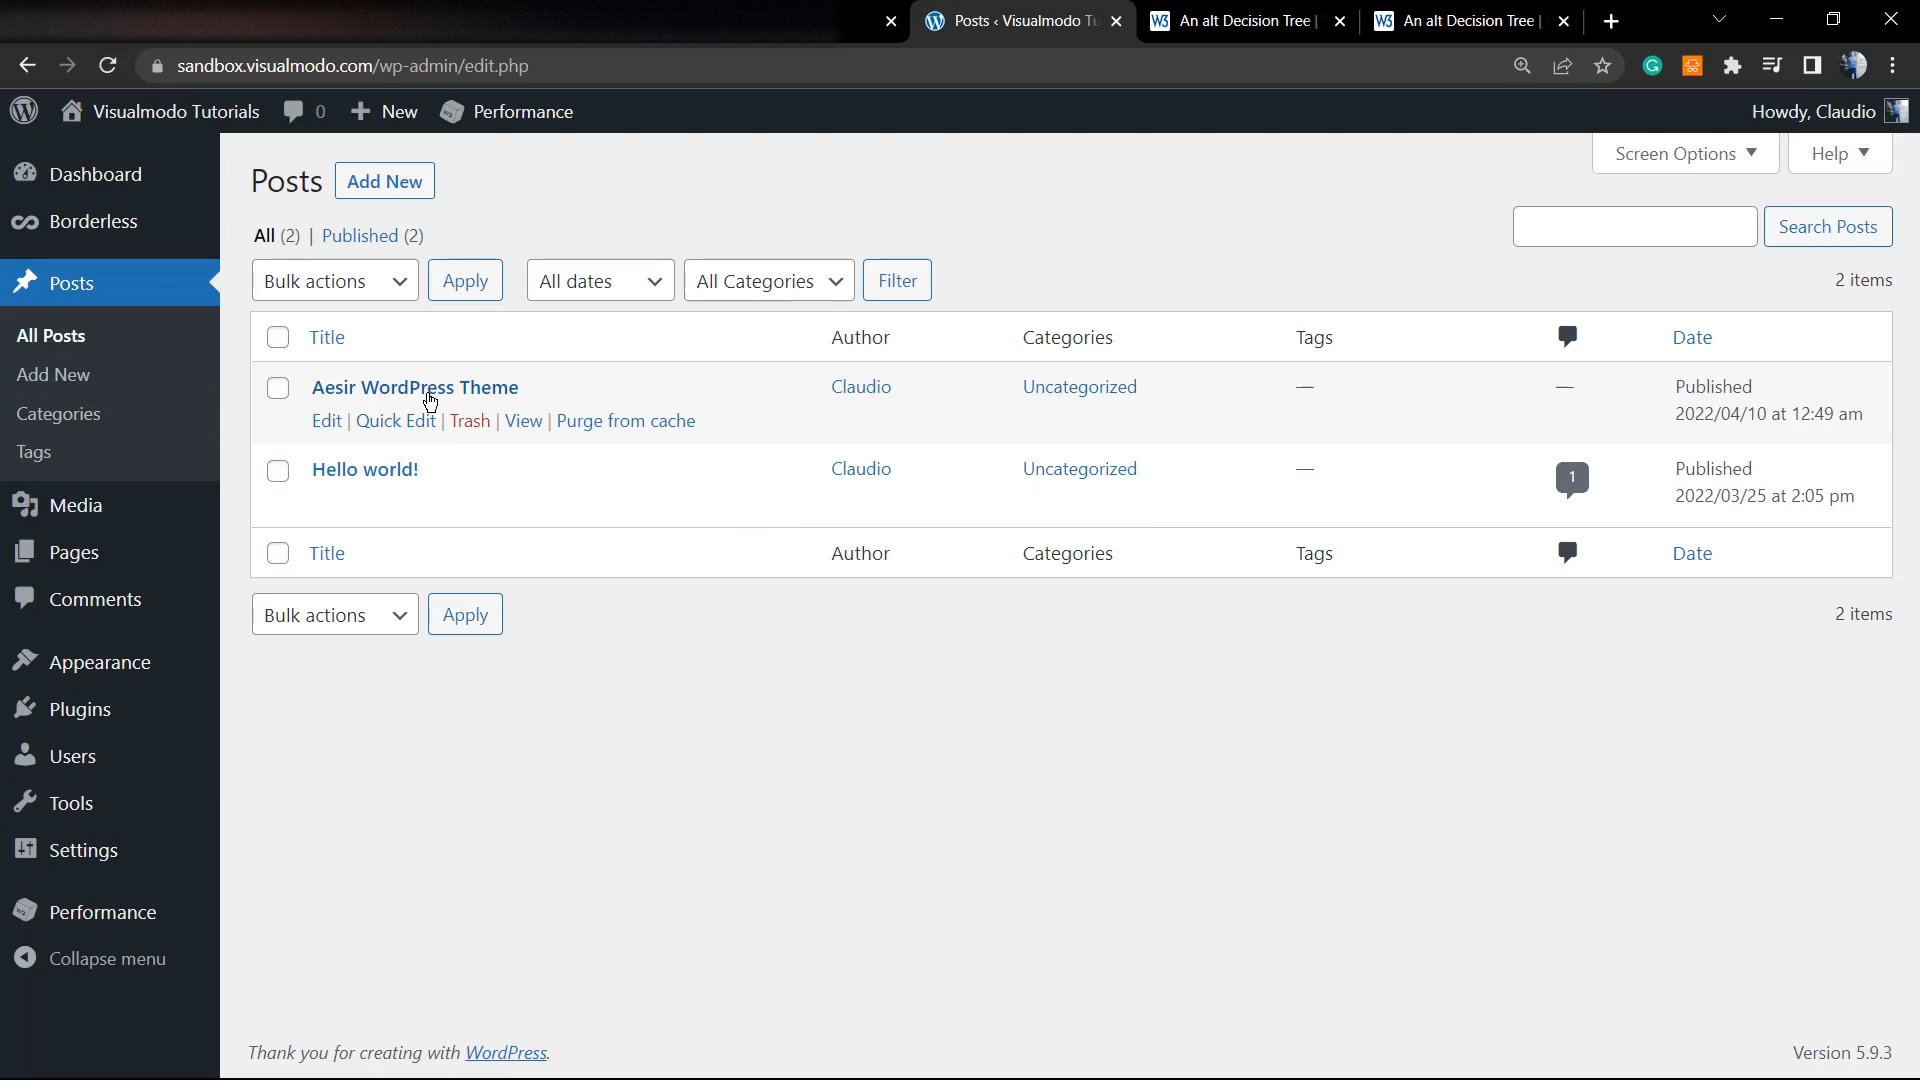 Posts ‹ Visualmodo Tu
An alt Decision Tree |
An alt Decision Tree |
sandbox.visualmodo.com/wp-admin/edit.php
Visualmodo Tutorials
0
New
Performance
Howdy, Claudio
Dashboard
Borderless
Posts
All Posts
Add New
Categories
Tags
Media
Pages
Comments
Appearance
Plugins
Users
Tools
Settings
Performance
Collapse menu
Posts Add New
Screen Options
Help
All (2) | Published (2)
Search Posts
Bulk actions Apply All dates All Categories Filter
2 items
Title Author Categories Tags Date
Aesir WordPress Theme Claudio Uncategorized — — Published
2022/04/10 at 12:49 am
Edit | Quick Edit | Trash | View | Purge from cache
Hello world! Claudio Uncategorized — 1 Published
2022/03/25 at 2:05 pm
Title Author Categories Tags Date
Bulk actions Apply
2 items
Thank you for creating with WordPress.
Version 5.9.3